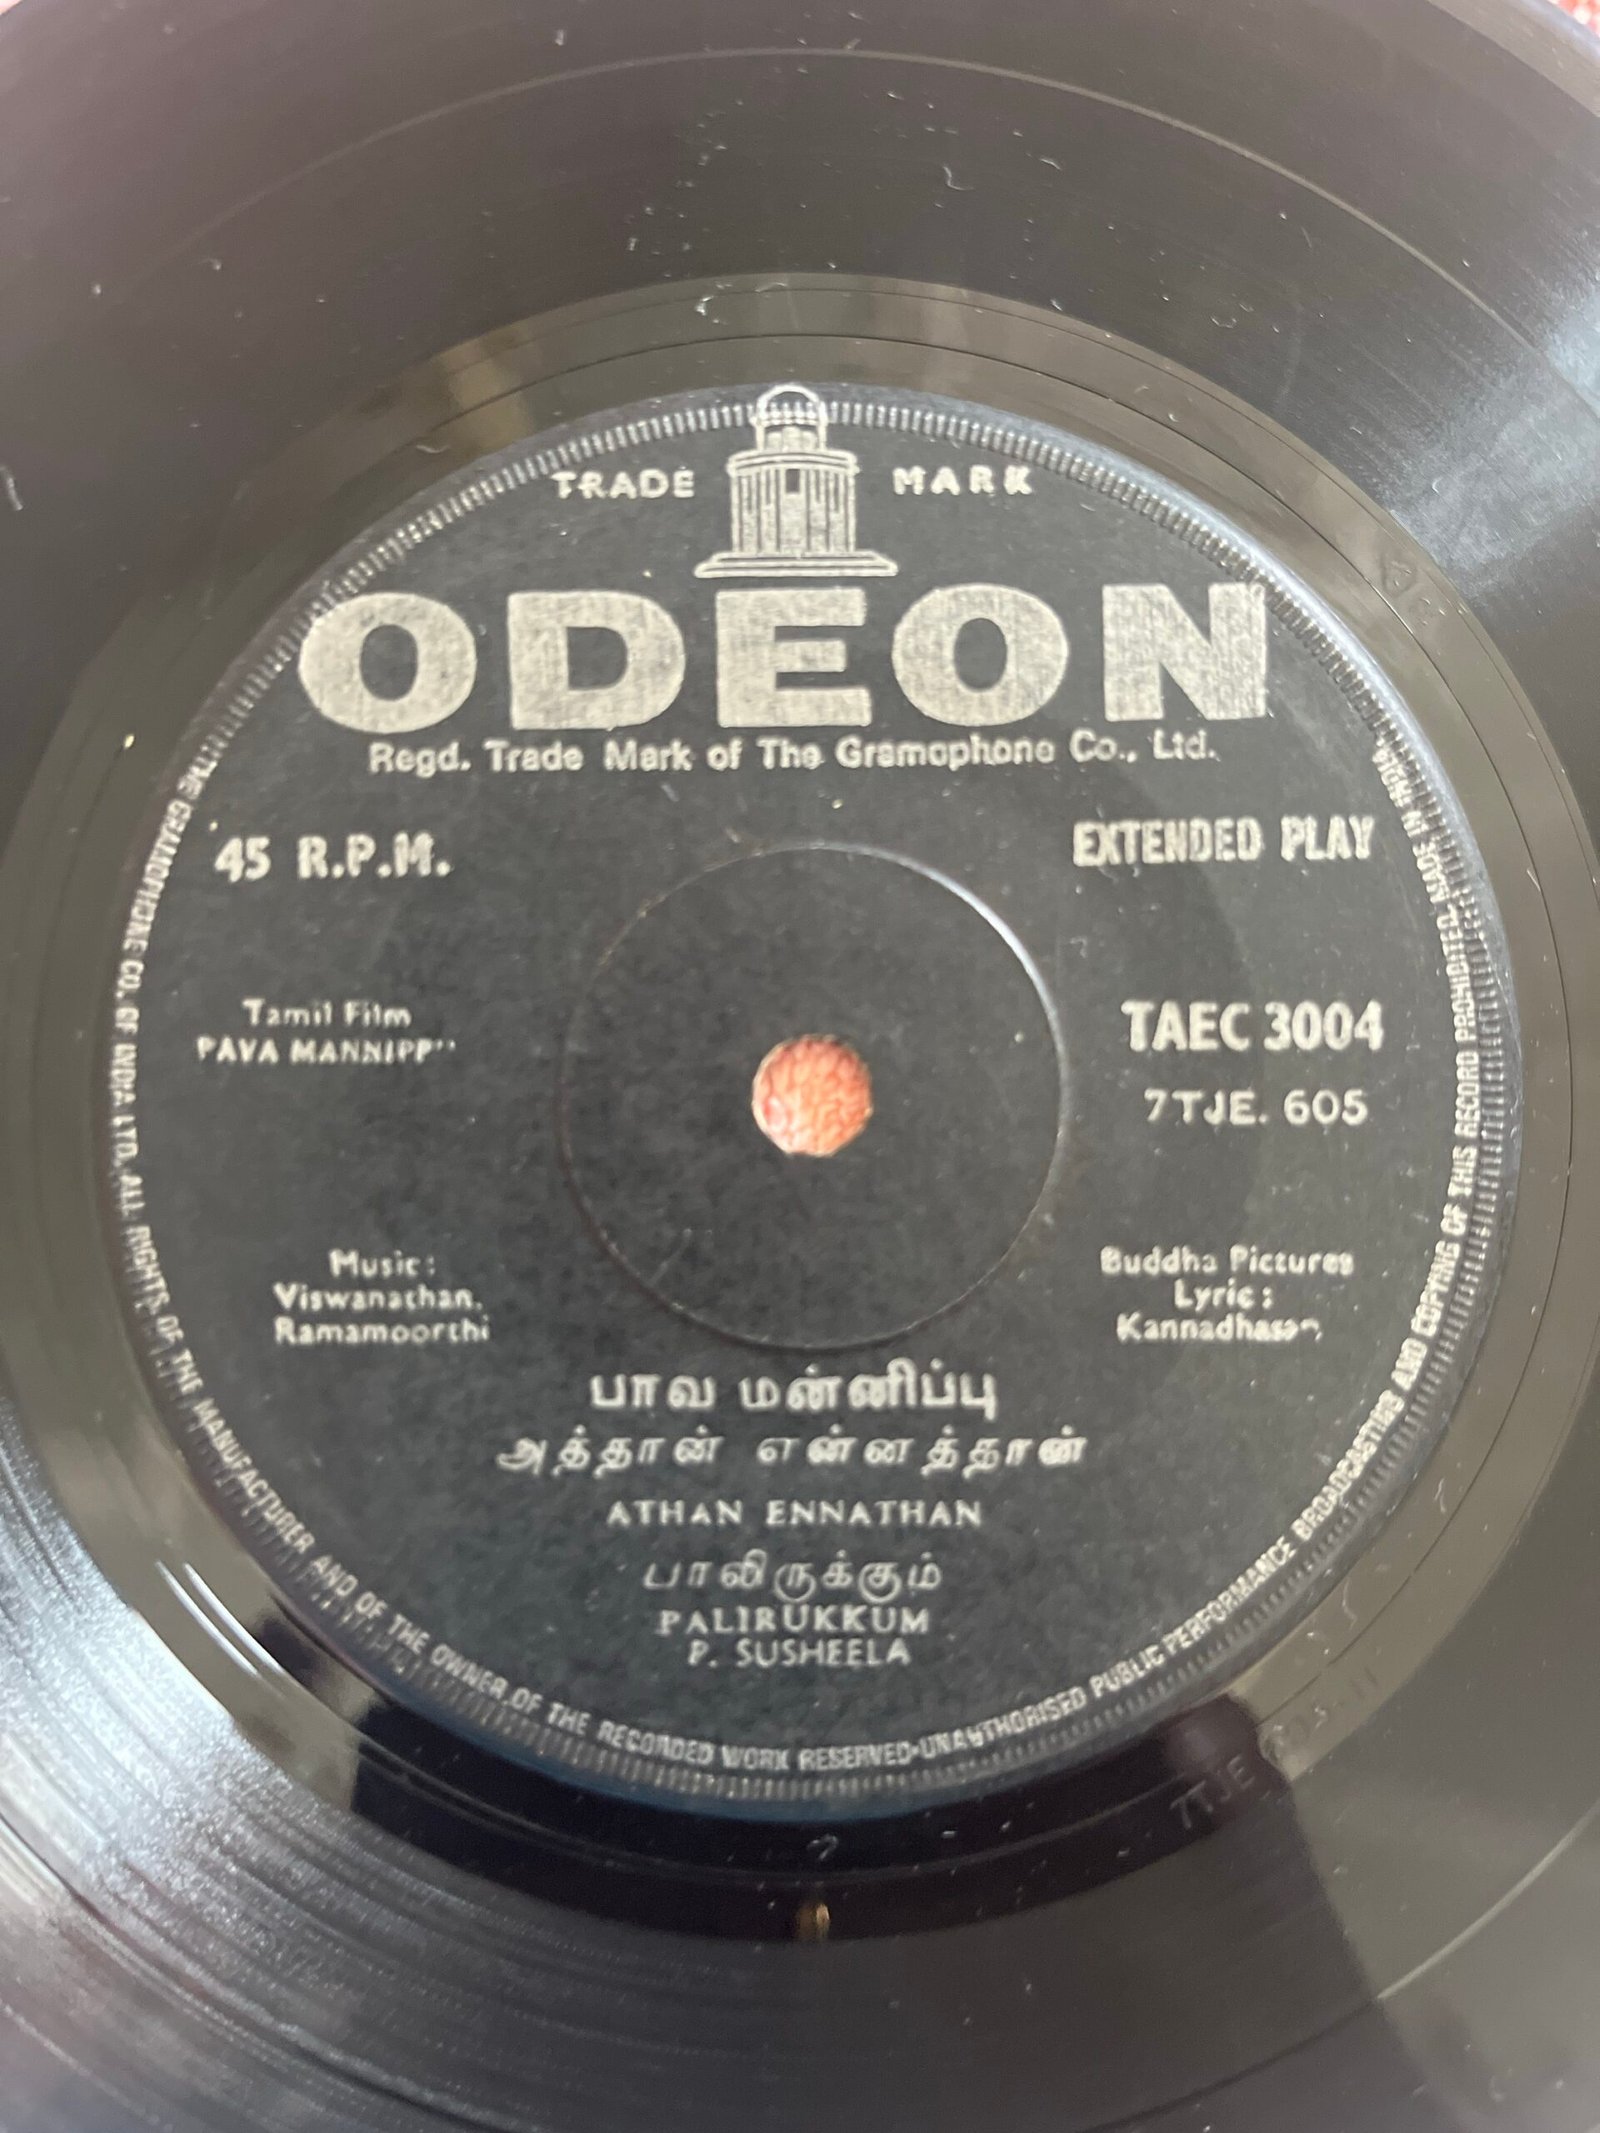 TRADE MARK
ODEON
Regd. Trade Mark of The Gramophone Co., Ltd.
45 R.P.M.
EXTENDED PLAY
Tamil Film
PAVA MANNIPP"
TAEC 3004
7TJE. 605
Music:
Viswanathan,
Ramamoorthi
Buddha Pictures
Lyric:
Kannadhasan
பாவ மன்னிப்பு
அத்தான் என்னத்தான்
ATHAN ENNATHAN
பாலிருக்கும்
PALIRUKKUM
P. SUSHEELA
THE GRAMOPHONE CO. OF INDIA LTD. ALL RIGHTS OF THE MANUFACTURER AND OF THE OWNER OF THE RECORDED WORK RESERVED·UNAUTHORISED PUBLIC PERFORMANCE BROADCASTING AND COPYING OF THIS RECORD PROHIBITED. MADE IN INDIA.
7TJE